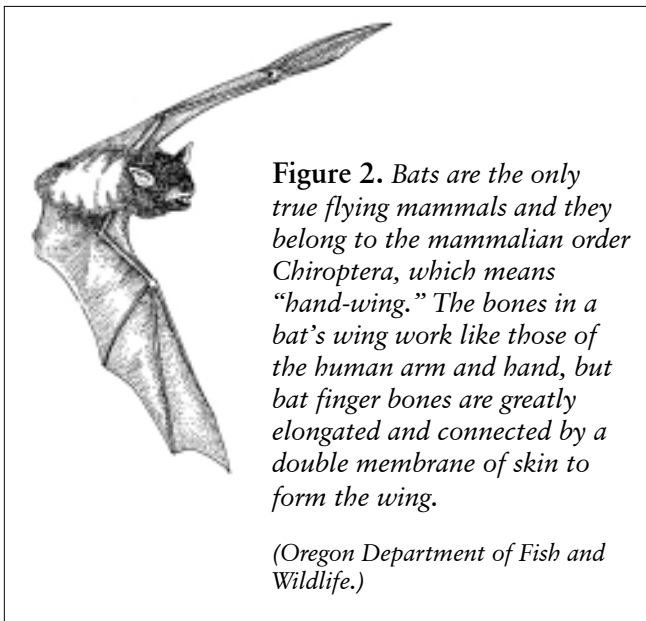 Figure 2. Bats are the only
true flying mammals and they
belong to the mammalian order
Chiroptera, which means
“hand-wing.” The bones in a
bat’s wing work like those of
the human arm and hand, but
bat finger bones are greatly
elongated and connected by a
double membrane of skin to
form the wing.
(Oregon Department of Fish and
Wildlife.)